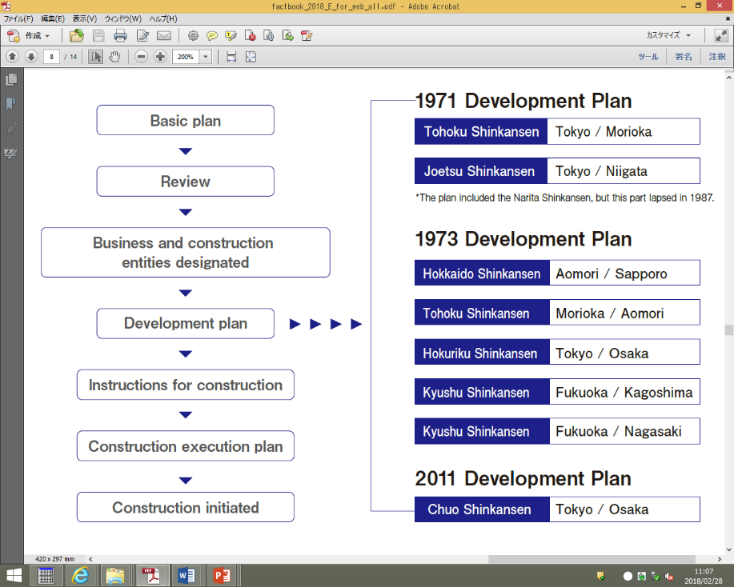 factbook_2016_E_for_web_all.pdf - Adobe Acrobat
ファイル(F) 編集(E) 表示(V) ウィンドウ(W) ヘルプ(H)
作成 カスタマイズ
8 / 14 200% ツール 署名 注釈
Basic plan
Review
Business and construction
entities designated
Development plan
Instructions for construction
Construction execution plan
Construction initiated
1971 Development Plan
Tohoku Shinkansen Tokyo / Morioka
Joetsu Shinkansen Tokyo / Niigata
*The plan included the Narita Shinkansen, but this part lapsed in 1987.
1973 Development Plan
Hokkaido Shinkansen Aomori / Sapporo
Tohoku Shinkansen Morioka / Aomori
Hokuriku Shinkansen Tokyo / Osaka
Kyushu Shinkansen Fukuoka / Kagoshima
Kyushu Shinkansen Fukuoka / Nagasaki
2011 Development Plan
Chuo Shinkansen Tokyo / Osaka
420 x 297 mm
11:07
2018/02/28